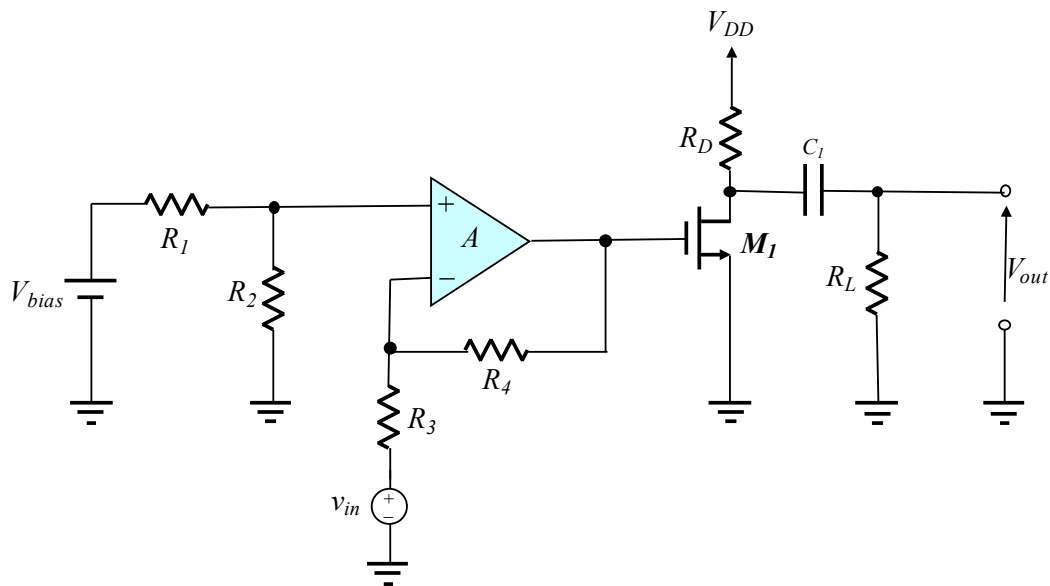 V_DD
R_D
C_1
R_1
+
A
−
M_1
V_bias
R_2
R_L
V_out
R_4
R_3
v_in
+
−